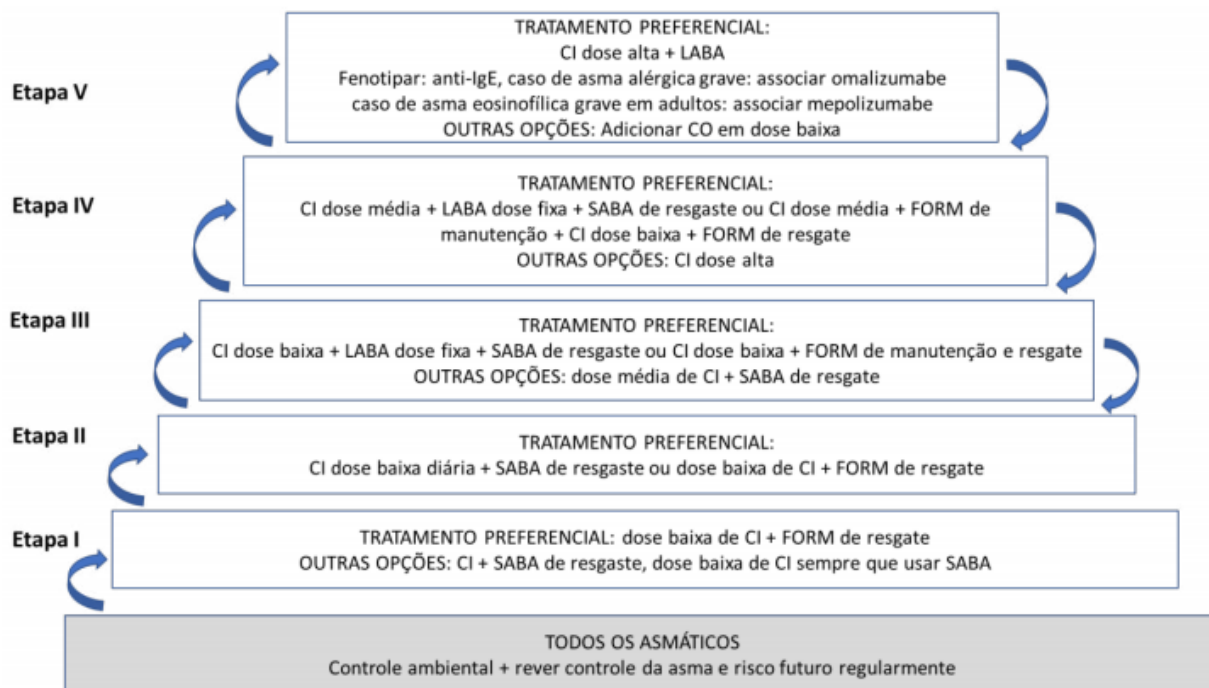 TRATAMENTO PREFERENCIAL:
CI dose alta + LABA
Etapa V
Fenotipar: anti-IgE, caso de asma alérgica grave: associar omalizumabe
caso de asma eosinofílica grave em adultos: associar mepolizumabe
OUTRAS OPÇÕES: Adicionar CO em dose baixa
TRATAMENTO PREFERENCIAL:
Etapa IV
CI dose média + LABA dose fixa + SABA de resgaste ou CI dose média + FORM de
manutenção + CI dose baixa + FORM de resgate
OUTRAS OPÇÕES: CI dose alta
Etapa III
TRATAMENTO PREFERENCIAL:
CI dose baixa + LABA dose fixa + SABA de resgaste ou CI dose baixa + FORM de manutenção e resgate
OUTRAS OPÇÕES: dose média de CI + SABA de resgate
Etapa II
TRATAMENTO PREFERENCIAL:
CI dose baixa diária + SABA de resgaste ou dose baixa de CI + FORM de resgate
Etapa I
TRATAMENTO PREFERENCIAL: dose baixa de CI + FORM de resgate
OUTRAS OPÇÕES: CI + SABA de resgaste, dose baixa de CI sempre que usar SABA
TODOS OS ASMÁTICOS
Controle ambiental + rever controle da asma e risco futuro regularmente